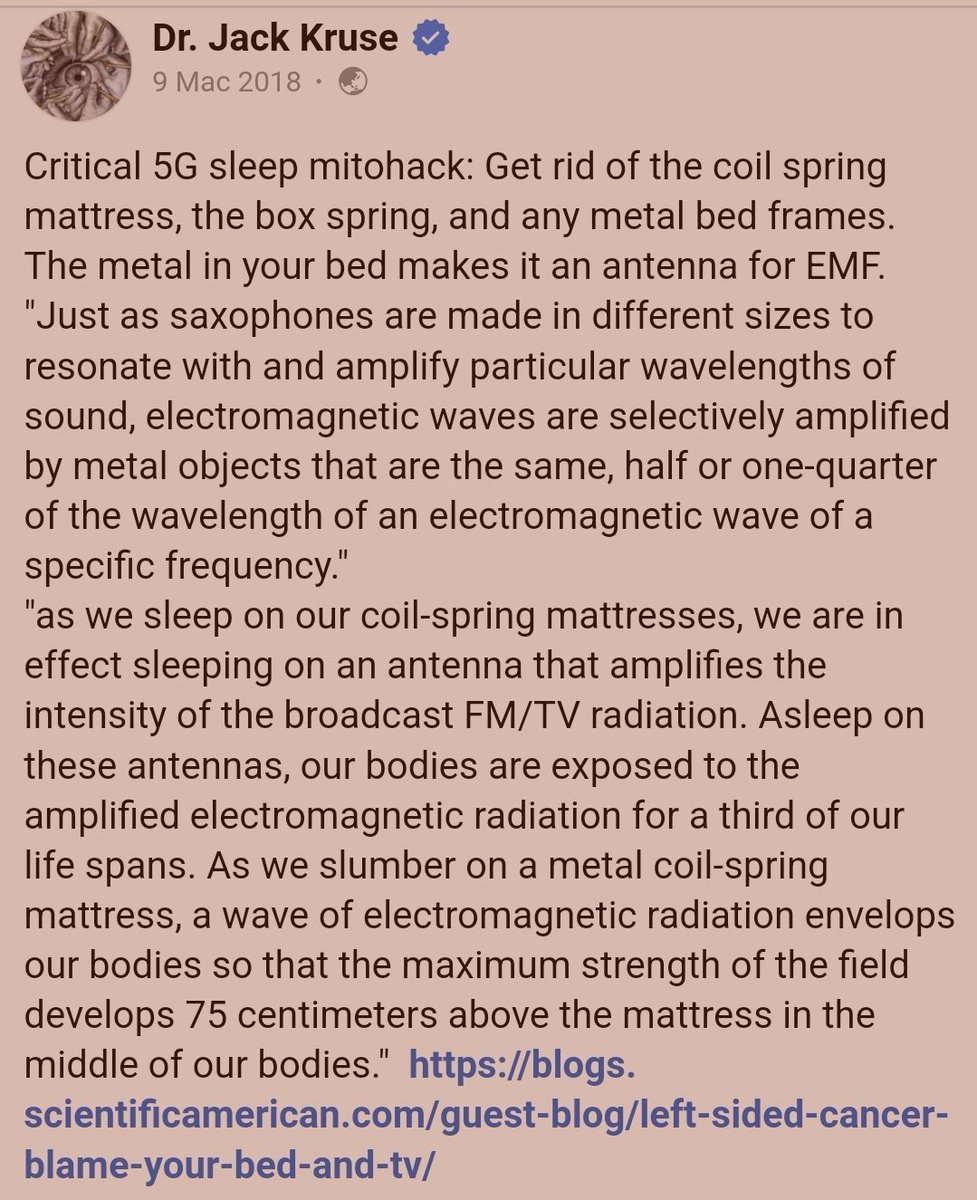 Dr. Jack Kruse
9 Mac 2018 ·
Critical 5G sleep mitohack: Get rid of the coil spring
mattress, the box spring, and any metal bed frames.
The metal in your bed makes it an antenna for EMF.
"Just as saxophones are made in different sizes to
resonate with and amplify particular wavelengths of
sound, electromagnetic waves are selectively amplified
by metal objects that are the same, half or one-quarter
of the wavelength of an electromagnetic wave of a
specific frequency."
"as we sleep on our coil-spring mattresses, we are in
effect sleeping on an antenna that amplifies the
intensity of the broadcast FM/TV radiation. Asleep on
these antennas, our bodies are exposed to the
amplified electromagnetic radiation for a third of our
life spans. As we slumber on a metal coil-spring
mattress, a wave of electromagnetic radiation envelops
our bodies so that the maximum strength of the field
develops 75 centimeters above the mattress in the
middle of our bodies." https://blogs.
scientificamerican.com/guest-blog/left-sided-cancer-
blame-your-bed-and-tv/